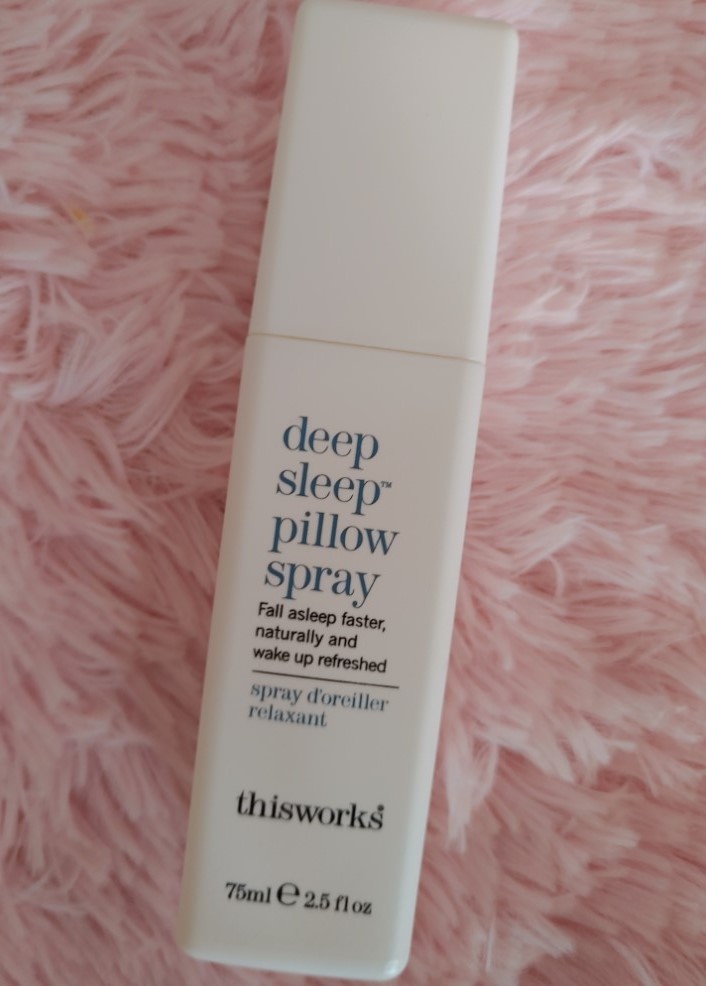 deep
sleep™
pillow
spray
Fall asleep faster,
naturally and
wake up refreshed
spray d'oreiller
relaxant
thisworks®
75ml ℮ 2.5 fl oz